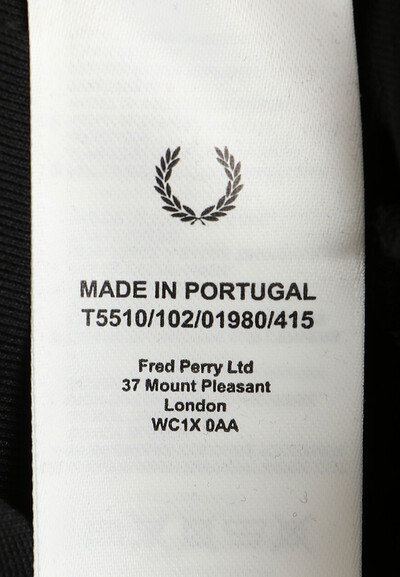 MADE IN PORTUGAL
T5510/102/01980/415
Fred Perry Ltd
37 Mount Pleasant
London
WC1X 0AA